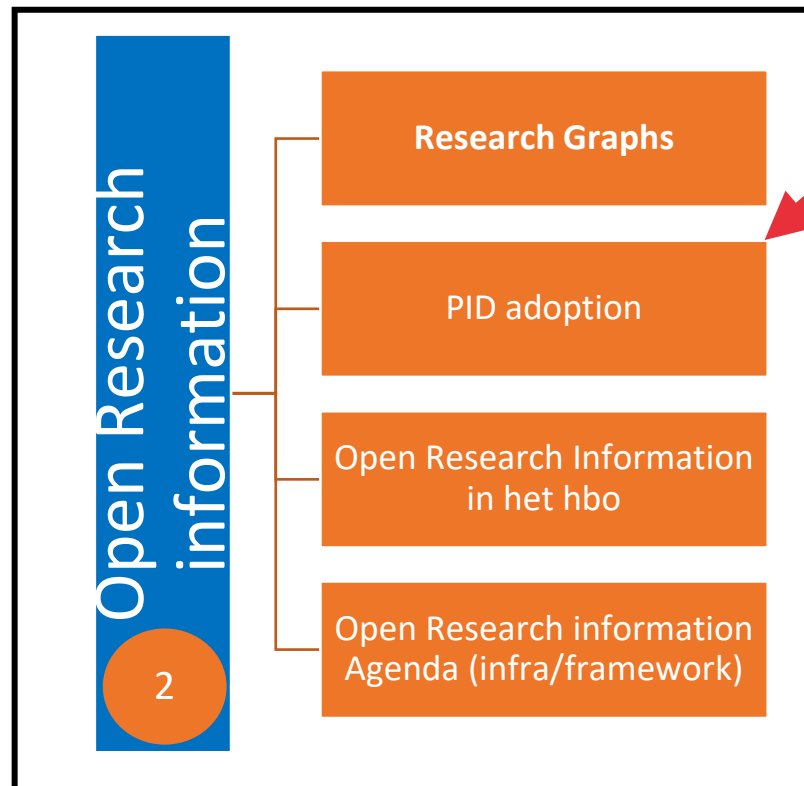 Open Research
information
2
Research Graphs
PID adoption
Open Research Information
in het hbo
Open Research information
Agenda (infra/framework)